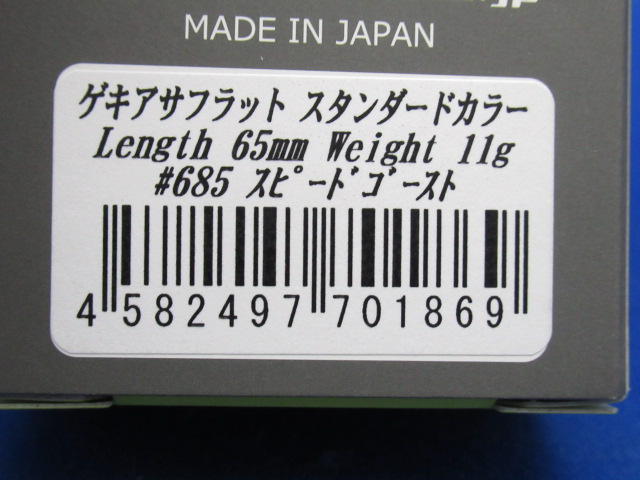 MADE IN JAPAN
ゲキアサフラット スタンダードカラー
Length 65mm Weight 11g
#685 スピードゴースト
4 582497 701869